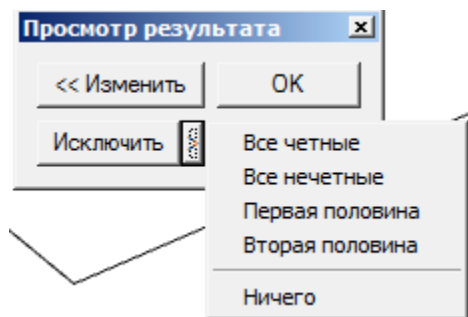 Просмотр результата
<< Изменить
OK
Исключить
Все четные
Все нечетные
Первая половина
Вторая половина
Ничего